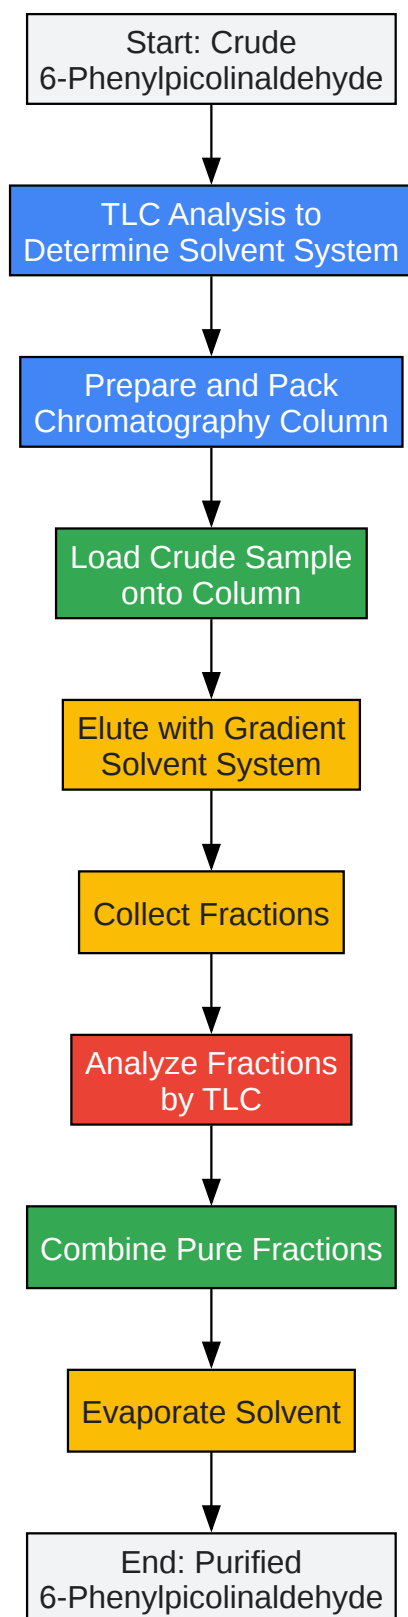 Start: Crude
6-Phenylpicolinaldehyde
TLC Analysis to
Determine Solvent System
Prepare and Pack
Chromatography Column
Load Crude Sample
onto Column
Elute with Gradient
Solvent System
Collect Fractions
Analyze Fractions
by TLC
Combine Pure Fractions
Evaporate Solvent
End: Purified
6-Phenylpicolinaldehyde